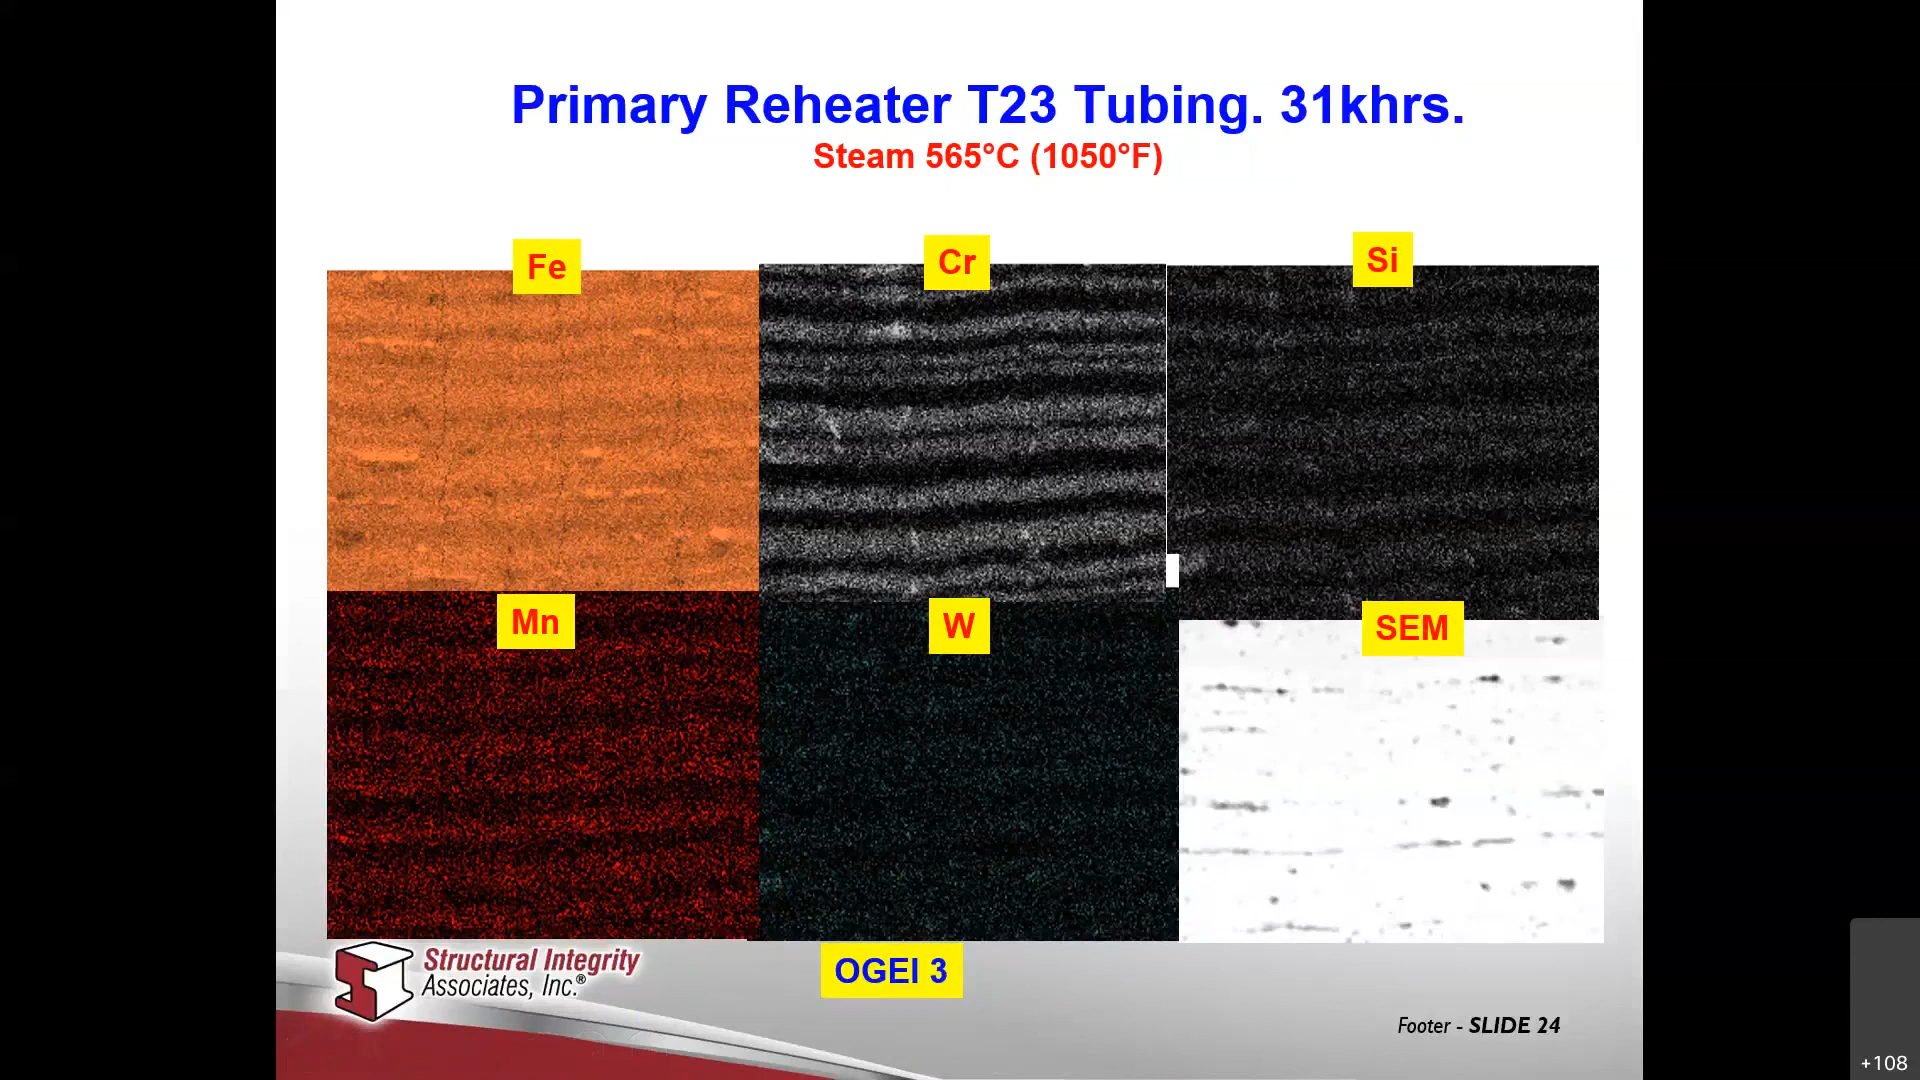 Primary Reheater T23 Tubing. 31khrs.
Steam 565°C (1050°F)
Fe
Cr
Si
Mn
W
SEM
OGEI 3
Structural Integrity
Associates, Inc.®
Footer - SLIDE 24
+108